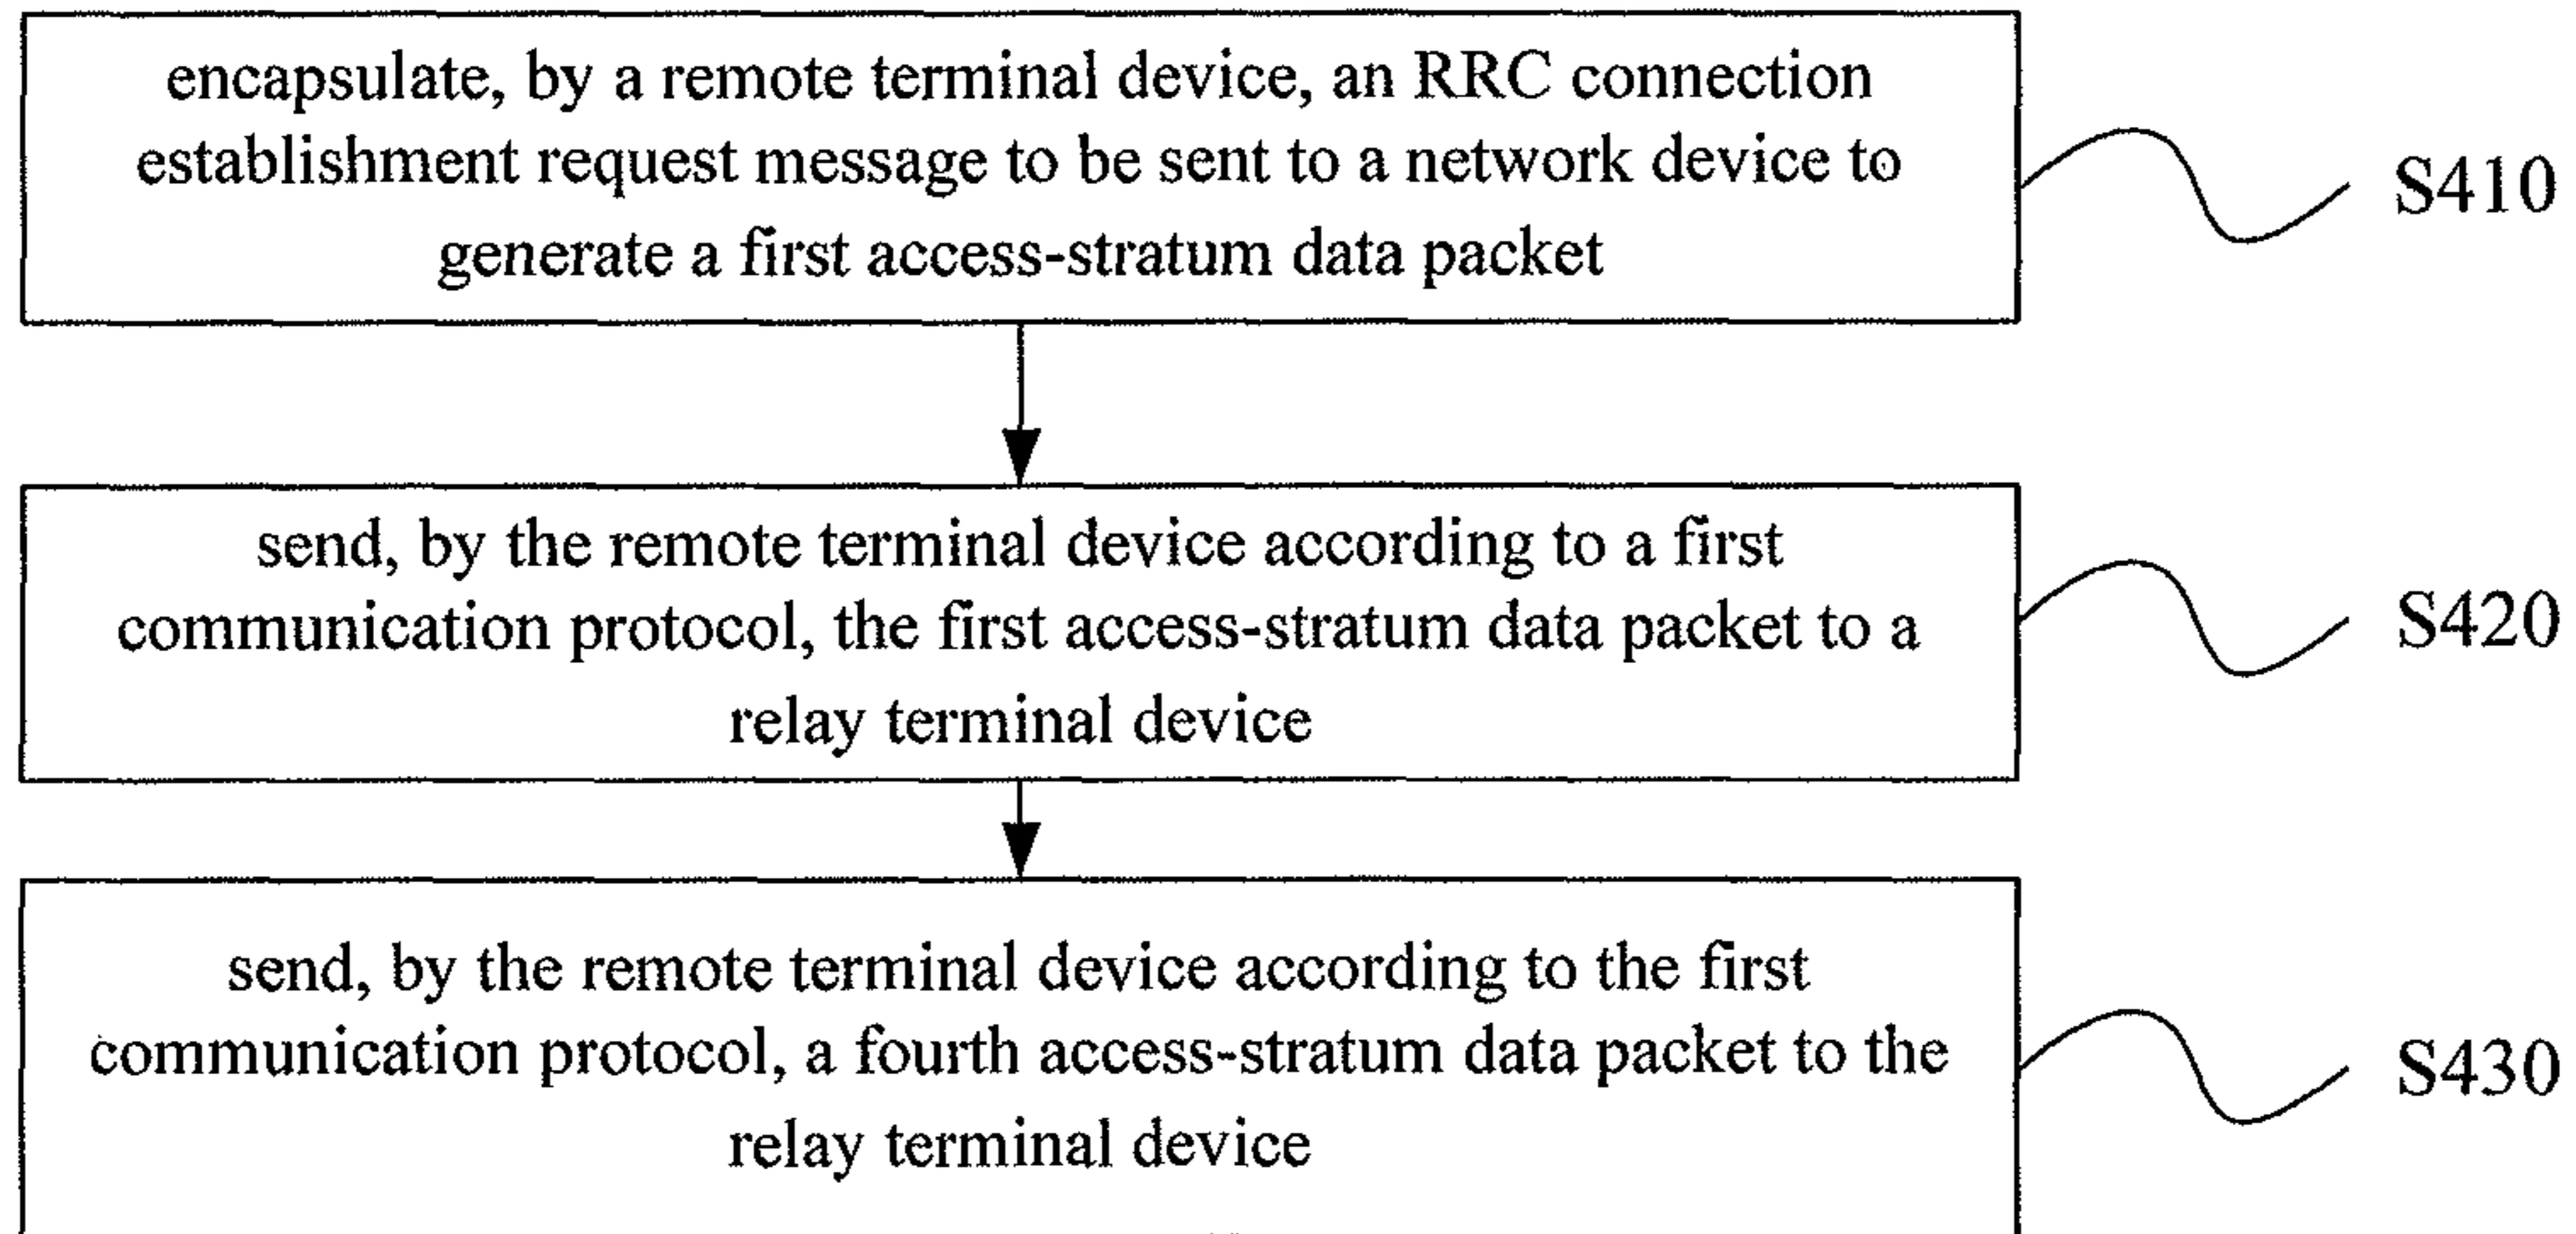 encapsulate, by a remote terminal device, an RRC connection
establishment request message to be sent to a network device to
generate a first access-stratum data packet
S410
send, by the remote terminal device according to a first
communication protocol, the first access-stratum data packet to a
relay terminal device
S420
send, by the remote terminal device according to the first
communication protocol, a fourth access-stratum data packet to the
relay terminal device
S430